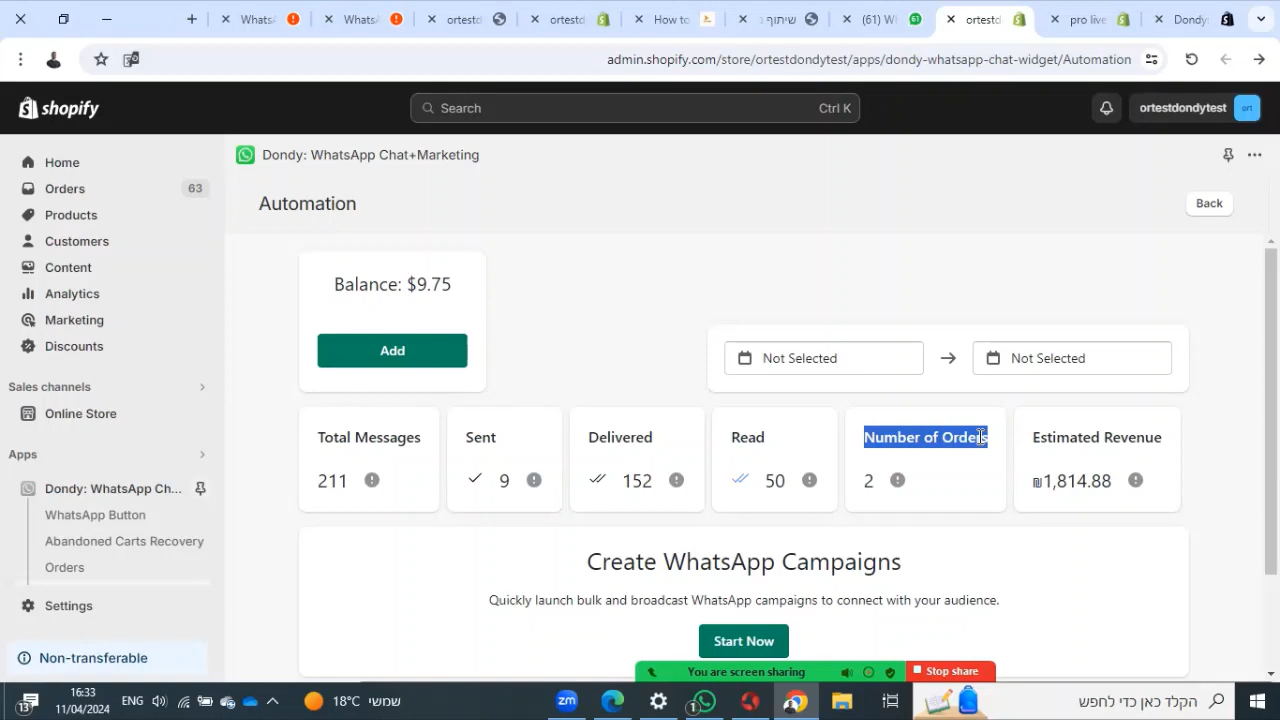 WhatsA
WhatsA
ortestd
ortestd
How to
שיתוף נ
(61) W
ortestd
pro live
Dondy
admin.shopify.com/store/ortestdondytest/apps/dondy-whatsapp-chat-widget/Automation
shopify
Search
Ctrl K
ortestdondytest
ort
Home
Orders
63
Products
Customers
Content
Analytics
Marketing
Discounts
Sales channels
Online Store
Apps
Dondy: WhatsApp Ch...
WhatsApp Button
Abandoned Carts Recovery
Orders
Settings
Non-transferable
Dondy: WhatsApp Chat+Marketing
Automation
Back
Balance: $9.75
Add
Not Selected
Not Selected
Total Messages
211
Sent
9
Delivered
152
Read
50
Number of Orders
2
Estimated Revenue
₪1,814.88
Create WhatsApp Campaigns
Quickly launch bulk and broadcast WhatsApp campaigns to connect with your audience.
Start Now
You are screen sharing
Stop share
13
16:33
11/04/2024
ENG
18°C שמשי
zm
1
הקלד כאן כדי לחפש